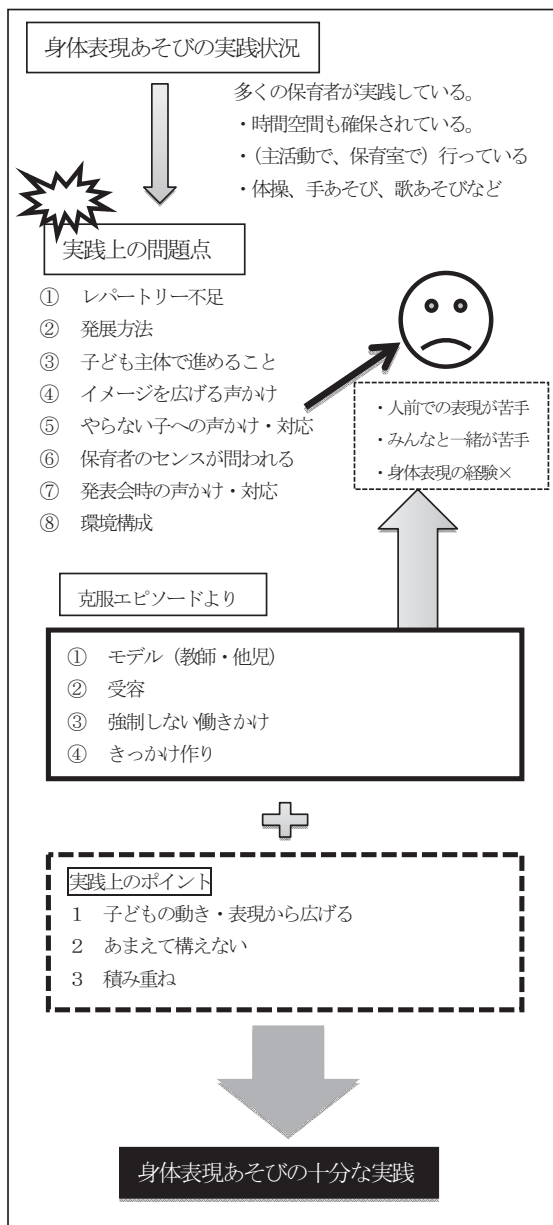 身体表現あそびの実践状況
多くの保育者が実践している。
・時間空間も確保されている。
・(主活動で、保育室で) 行っている
・体操、手あそび、歌あそびなど
実践上の問題点
① レパートリー不足
② 発展方法
③ 子ども主体で進めること
④ イメージを広げる声かけ
⑤ やらない子への声かけ・対応
⑥ 保育者のセンスが問われる
⑦ 発表会時の声かけ・対応
⑧ 環境構成
・人前での表現が苦手
・みんなと一緒が苦手
・身体表現の経験×
克服エピソードより
① モデル（教師・他児）
② 受容
③ 強制しない働きかけ
④ きっかけ作り
実践上のポイント
1 子どもの動き・表現から広げる
2 あまえて構えない
3 積み重ね
身体表現あそびの十分な実践